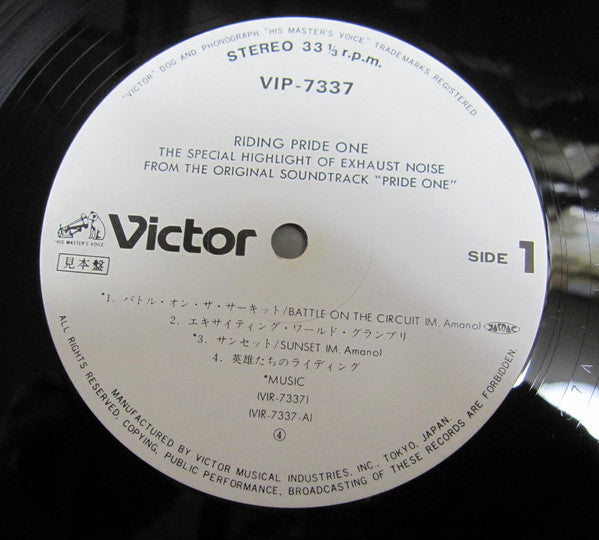 "VICTOR" DOG AND PHONOGRAPH "HIS MASTER'S VOICE" TRADEMARKS REGISTERED
STEREO 33 1/3 r.p.m.
VIP-7337
RIDING PRIDE ONE
THE SPECIAL HIGHLIGHT OF EXHAUST NOISE
FROM THE ORIGINAL SOUNDTRACK "PRIDE ONE"
"HIS MASTER'S VOICE"
Victor
見本盤
SIDE 1
*1. バトル・オン・ザ・サーキット/BATTLE ON THE CIRCUIT (M. Amano)
2. エキサイティング・ワールド・グランプリ
*3. サンセット/SUNSET (M. Amano)
4. 英雄たちのライディング
*MUSIC
(VIR-7337)
(VIR-7337-A)
④
MANUFACTURED BY VICTOR MUSICAL INDUSTRIES, INC., TOKYO, JAPAN.
ALL RIGHTS RESERVED. COPYING, PUBLIC PERFORMANCE, BROADCASTING OF THESE RECORDS ARE FORBIDDEN.